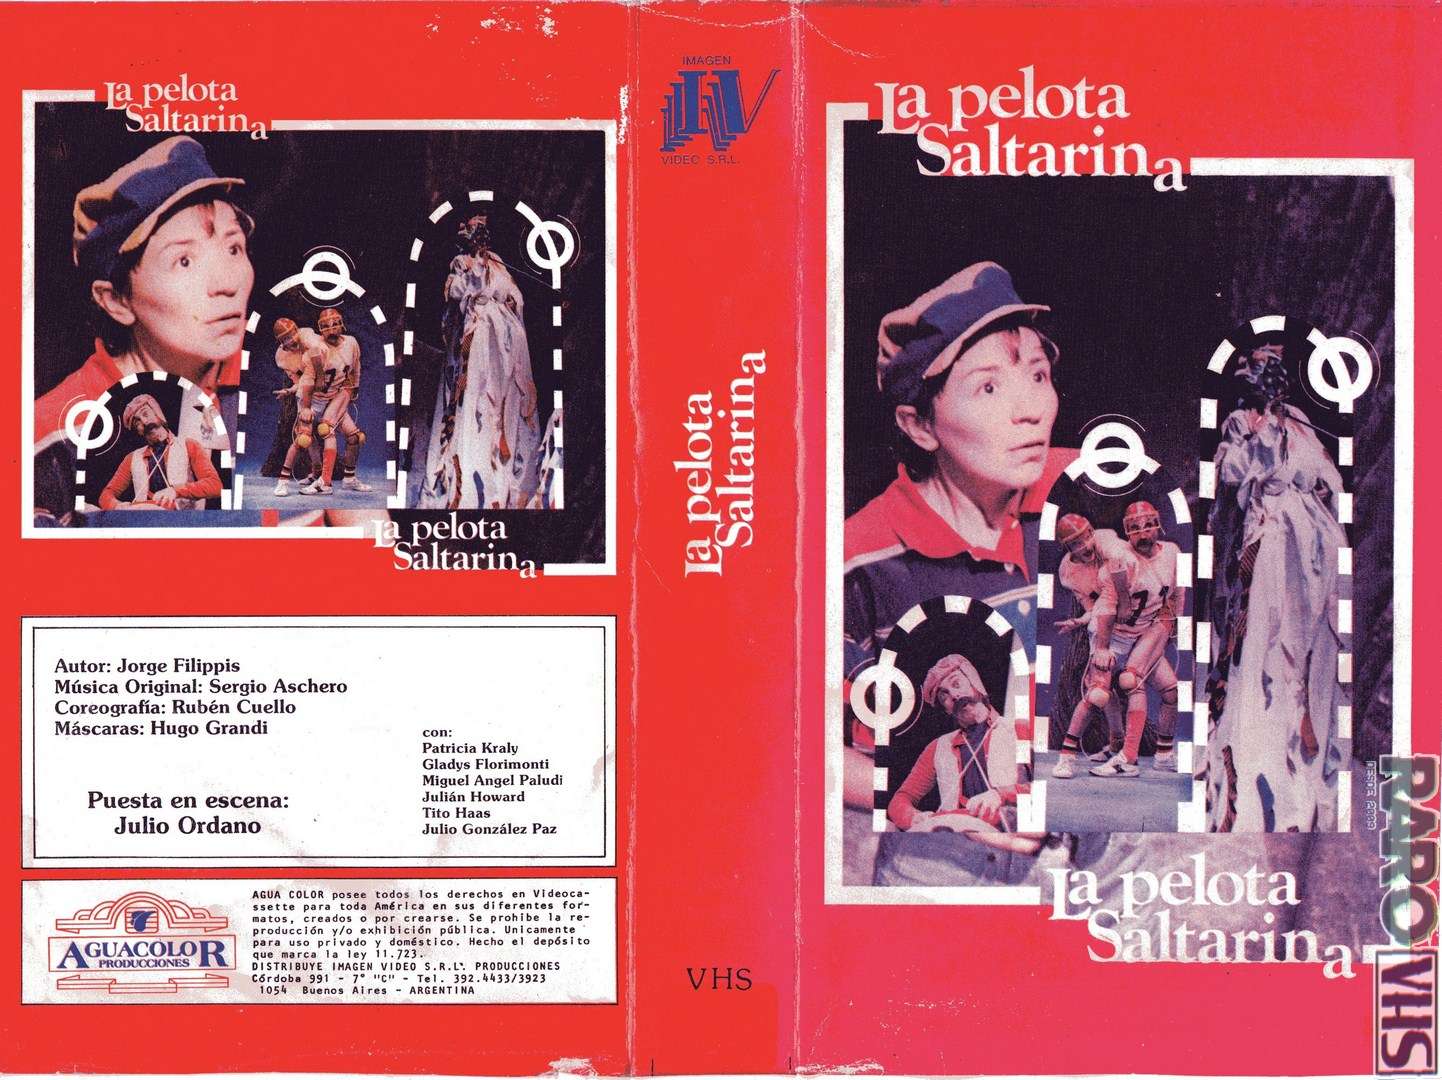 La pelota
Saltarina
La pelota
Saltarina
Autor: Jorge Filippis
Música Original: Sergio Aschero
Coreografía: Rubén Cuello
Máscaras: Hugo Grandi
Puesta en escena:
Julio Ordano
con:
Patricia Kraly
Gladys Florimonti
Miguel Angel Paludi
Julián Howard
Tito Haas
Julio González Paz
AGUACOLOR
PRODUCCIONES
AGUA COLOR posee todos los derechos en Videoca-
ssette para toda América en sus diferentes for-
matos, creados o por crearse. Se prohibe la re-
producción y/o exhibición pública. Unicamente
para uso privado y doméstico. Hecho el depósito
que marca la ley 11.723.
DISTRIBUYE IMAGEN VIDEO S.R.L. PRODUCCIONES
Córdoba 991 - 7° "C" - Tel. 392.4433/3923
1054 Buenos Aires - ARGENTINA
IMAGEN
IV
VIDEO S.R.L.
La pelota
Saltarina
VHS
La pelota
Saltarina
71
La pelota
Saltarina
DESDE 2003
RARO
VHS